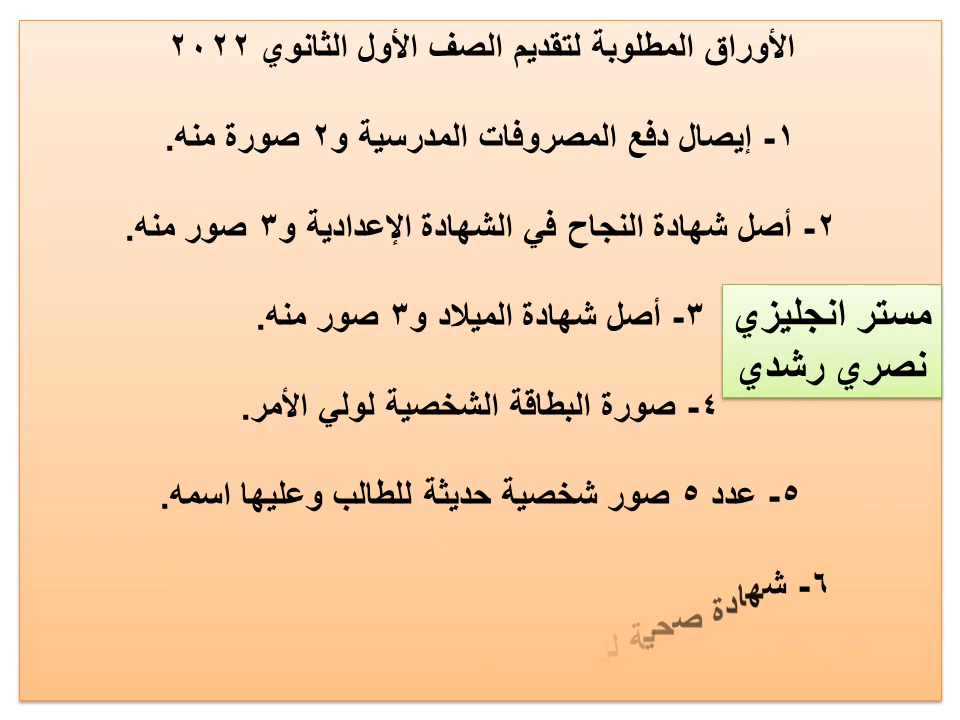 الأوراق المطلوبة لتقديم الصف الأول الثانوي ٢٠٢٢
١- إيصال دفع المصروفات المدرسية و٢ صورة منه.
٢- أصل شهادة النجاح في الشهادة الإعدادية و٣ صور منه.
٣- أصل شهادة الميلاد و٣ صور منه.
مستر انجليزي
نصري رشدي
٤- صورة البطاقة الشخصية لولي الأمر.
٥- عدد ٥ صور شخصية حديثة للطالب وعليها اسمه.
٦- شهادة صحية